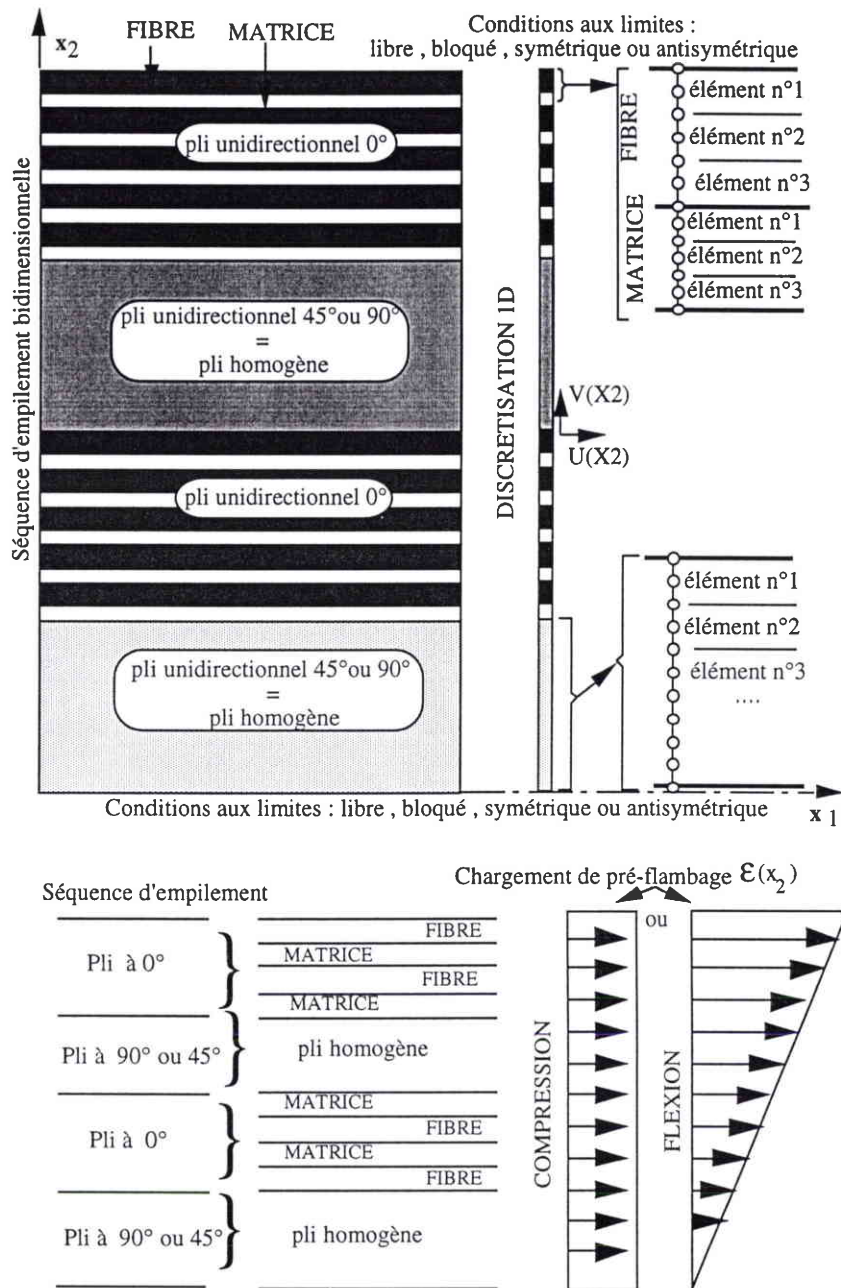 x2
FIBRE
MATRICE
Conditions aux limites :
libre , bloqué , symétrique ou antisymétrique
Séquence d'empilement bidimensionnelle
pli unidirectionnel 0°
pli unidirectionnel 45°ou 90°
=
pli homogène
pli unidirectionnel 0°
pli unidirectionnel 45°ou 90°
=
pli homogène
DISCRETISATION 1D
FIBRE
MATRICE
élément n°1
élément n°2
élément n°3
élément n°1
élément n°2
élément n°3
V(X2)
U(X2)
élément n°1
élément n°2
élément n°3
....
Conditions aux limites : libre , bloqué , symétrique ou antisymétrique
x1
Séquence d'empilement
Chargement de pré-flambage ε(x2)
ou
Pli à 0°
FIBRE
MATRICE
FIBRE
MATRICE
Pli à 90° ou 45°
pli homogène
Pli à 0°
MATRICE
FIBRE
MATRICE
FIBRE
Pli à 90° ou 45°
pli homogène
COMPRESSION
FLEXION